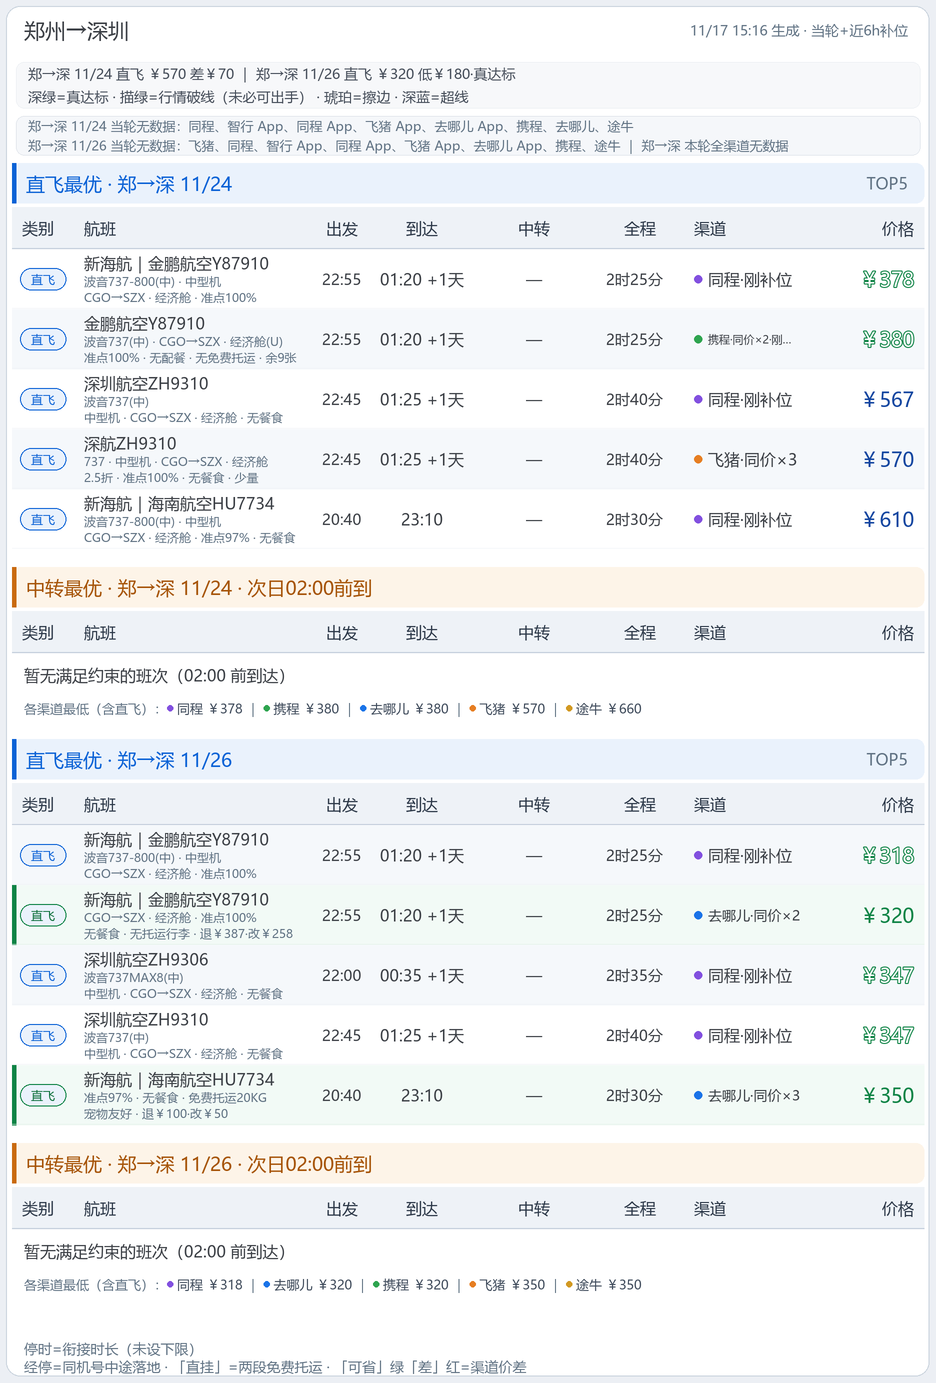 郑州→深圳
11/17 15:16 生成 · 当轮+近6h补位
郑→深 11/24 直飞 ￥570 差￥70 ｜ 郑→深 11/26 直飞 ￥320 低￥180·真达标
深绿=真达标 · 描绿=行情破线（未必可出手） · 琥珀=擦边 · 深蓝=超线
郑→深 11/24 当轮无数据：同程、智行 App、同程 App、飞猪 App、去哪儿 App、携程、去哪儿、途牛
郑→深 11/26 当轮无数据：飞猪、同程、智行 App、同程 App、飞猪 App、去哪儿 App、携程、途牛 ｜ 郑→深 本轮全渠道无数据
直飞最优 · 郑→深 11/24 TOP5
类别 航班 出发 到达 中转 全程 渠道 价格
新海航｜金鹏航空Y87910
波音737-800(中) · 中型机
CGO→SZX · 经济舱 · 准点100%
直飞 22:55 01:20 +1天 — 2时25分 同程·刚补位 ￥378
金鹏航空Y87910
波音737(中) · CGO→SZX · 经济舱(U)
准点100% · 无配餐 · 无免费托运 · 余9张
直飞 22:55 01:20 +1天 — 2时25分 携程·同价×2·刚… ￥380
深圳航空ZH9310
波音737(中)
中型机 · CGO→SZX · 经济舱 · 无餐食
直飞 22:45 01:25 +1天 — 2时40分 同程·刚补位 ￥567
深航ZH9310
737 · 中型机 · CGO→SZX · 经济舱
2.5折 · 准点100% · 无餐食 · 少量
直飞 22:45 01:25 +1天 — 2时40分 飞猪·同价×3 ￥570
新海航｜海南航空HU7734
波音737-800(中) · 中型机
CGO→SZX · 经济舱 · 准点97% · 无餐食
直飞 20:40 23:10 — 2时30分 同程·刚补位 ￥610
中转最优 · 郑→深 11/24 · 次日02:00前到
类别 航班 出发 到达 中转 全程 渠道 价格
暂无满足约束的班次（02:00 前到达）
各渠道最低（含直飞）： 同程 ￥378 ｜ 携程 ￥380 ｜ 去哪儿 ￥380 ｜ 飞猪 ￥570 ｜ 途牛 ￥660
直飞最优 · 郑→深 11/26 TOP5
类别 航班 出发 到达 中转 全程 渠道 价格
新海航｜金鹏航空Y87910
波音737-800(中) · 中型机
CGO→SZX · 经济舱 · 准点100%
直飞 22:55 01:20 +1天 — 2时25分 同程·刚补位 ￥318
新海航｜金鹏航空Y87910
CGO→SZX · 经济舱 · 准点100%
无餐食 · 无托运行李 · 退￥387·改￥258
直飞 22:55 01:20 +1天 — 2时25分 去哪儿·同价×2 ￥320
深圳航空ZH9306
波音737MAX8(中)
中型机 · CGO→SZX · 经济舱 · 无餐食
直飞 22:00 00:35 +1天 — 2时35分 同程·刚补位 ￥347
深圳航空ZH9310
波音737(中)
中型机 · CGO→SZX · 经济舱 · 无餐食
直飞 22:45 01:25 +1天 — 2时40分 同程·刚补位 ￥347
新海航｜海南航空HU7734
准点97% · 无餐食 · 免费托运20KG
宠物友好 · 退￥100·改￥50
直飞 20:40 23:10 — 2时30分 去哪儿·同价×3 ￥350
中转最优 · 郑→深 11/26 · 次日02:00前到
类别 航班 出发 到达 中转 全程 渠道 价格
暂无满足约束的班次（02:00 前到达）
各渠道最低（含直飞）： 同程 ￥318 ｜ 去哪儿 ￥320 ｜ 携程 ￥320 ｜ 飞猪 ￥350 ｜ 途牛 ￥350
停时=衔接时长（未设下限）
经停=同机号中途落地 · 「直挂」=两段免费托运 · 「可省」绿「差」红=渠道价差